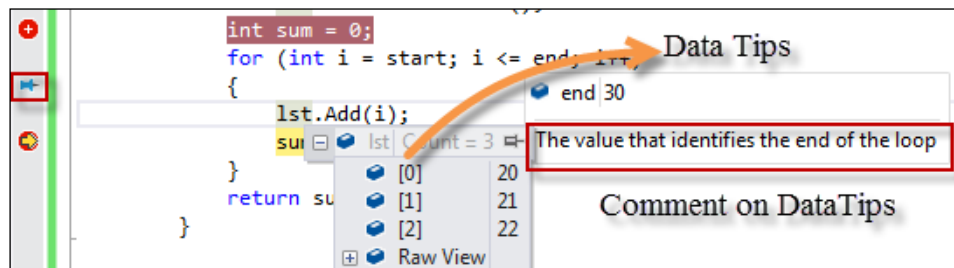 int sum = 0;
for (int i = start; i <= end; i++)
Data Tips
{
end 30
lst.Add(i);
The value that identifies the end of the loop
sum
lst Count = 3
[0] 20
}
return su
[1] 21
Comment on DataTips
[2] 22
}
Raw View